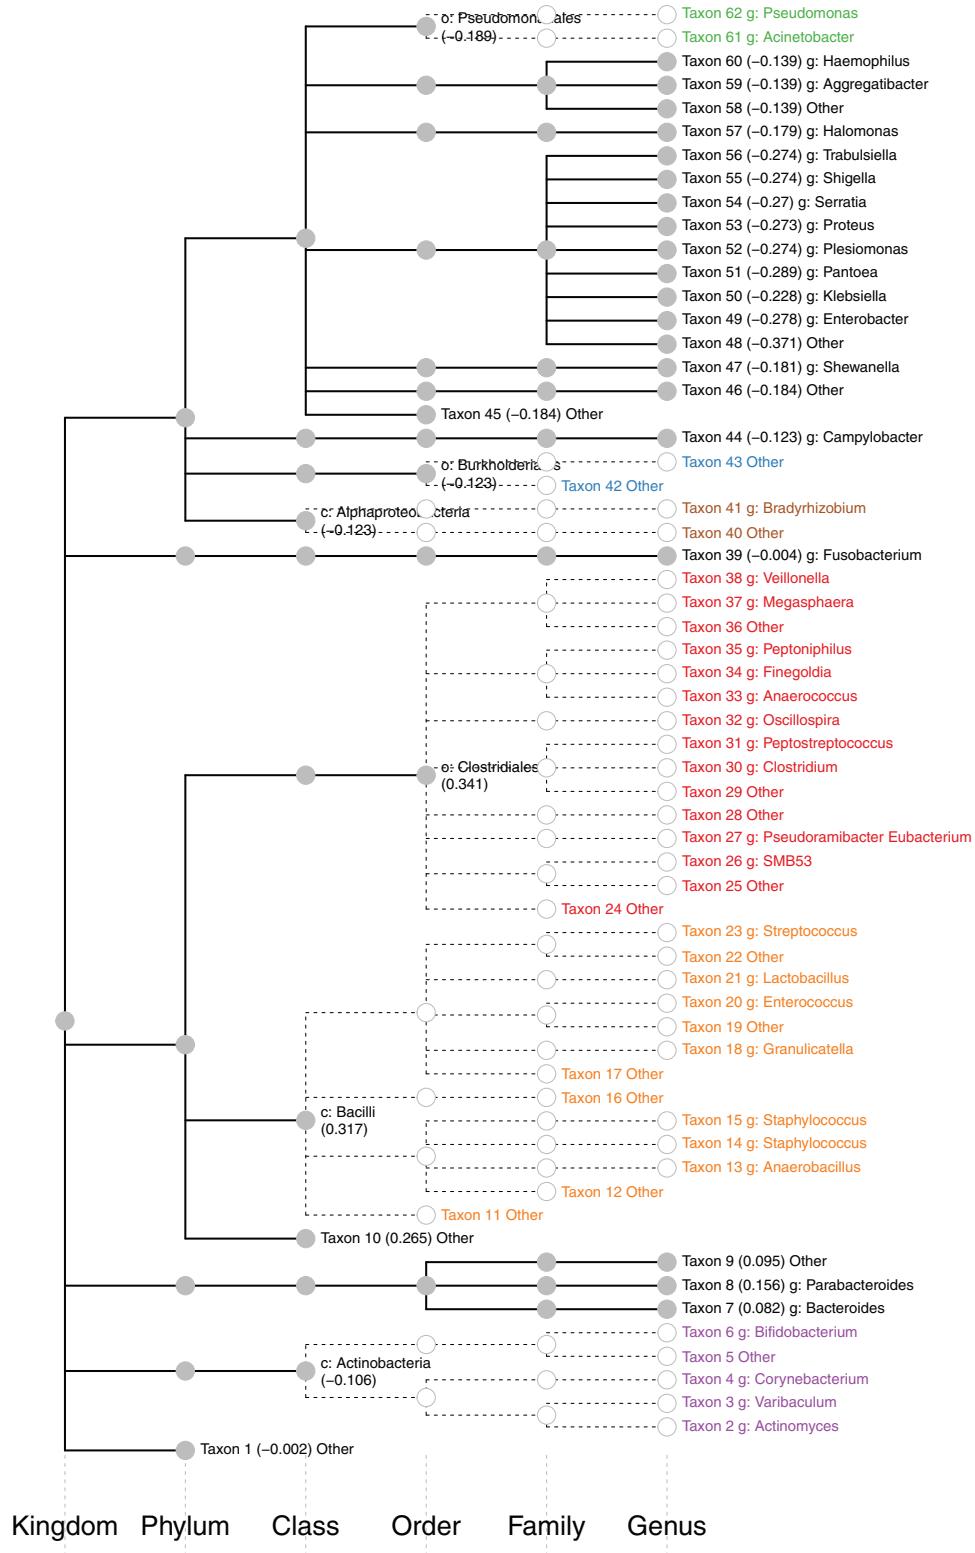 o: Pseudomonadales
(−0.189)
Taxon 62 g: Pseudomonas
Taxon 61 g: Acinetobacter
Taxon 60 (−0.139) g: Haemophilus
Taxon 59 (−0.139) g: Aggregatibacter
Taxon 58 (−0.139) Other
Taxon 57 (−0.179) g: Halomonas
Taxon 56 (−0.274) g: Trabulsiella
Taxon 55 (−0.274) g: Shigella
Taxon 54 (−0.27) g: Serratia
Taxon 53 (−0.273) g: Proteus
Taxon 52 (−0.274) g: Plesiomonas
Taxon 51 (−0.289) g: Pantoea
Taxon 50 (−0.228) g: Klebsiella
Taxon 49 (−0.278) g: Enterobacter
Taxon 48 (−0.371) Other
Taxon 47 (−0.181) g: Shewanella
Taxon 46 (−0.184) Other
Taxon 45 (−0.184) Other
Taxon 44 (−0.123) g: Campylobacter
o: Burkholderiales
(−0.123)
Taxon 43 Other
Taxon 42 Other
c: Alphaproteobacteria
(−0.123)
Taxon 41 g: Bradyrhizobium
Taxon 40 Other
Taxon 39 (−0.004) g: Fusobacterium
Taxon 38 g: Veillonella
Taxon 37 g: Megasphaera
Taxon 36 Other
Taxon 35 g: Peptoniphilus
Taxon 34 g: Finegoldia
Taxon 33 g: Anaerococcus
Taxon 32 g: Oscillospira
Taxon 31 g: Peptostreptococcus
o: Clostridiales
(0.341)
Taxon 30 g: Clostridium
Taxon 29 Other
Taxon 28 Other
Taxon 27 g: Pseudoramibacter Eubacterium
Taxon 26 g: SMB53
Taxon 25 Other
Taxon 24 Other
Taxon 23 g: Streptococcus
Taxon 22 Other
Taxon 21 g: Lactobacillus
Taxon 20 g: Enterococcus
Taxon 19 Other
Taxon 18 g: Granulicatella
Taxon 17 Other
Taxon 16 Other
c: Bacilli
(0.317)
Taxon 15 g: Staphylococcus
Taxon 14 g: Staphylococcus
Taxon 13 g: Anaerobacillus
Taxon 12 Other
Taxon 11 Other
Taxon 10 (0.265) Other
Taxon 9 (0.095) Other
Taxon 8 (0.156) g: Parabacteroides
Taxon 7 (0.082) g: Bacteroides
Taxon 6 g: Bifidobacterium
Taxon 5 Other
c: Actinobacteria
(−0.106)
Taxon 4 g: Corynebacterium
Taxon 3 g: Varibaculum
Taxon 2 g: Actinomyces
Taxon 1 (−0.002) Other
Kingdom Phylum Class Order Family Genus